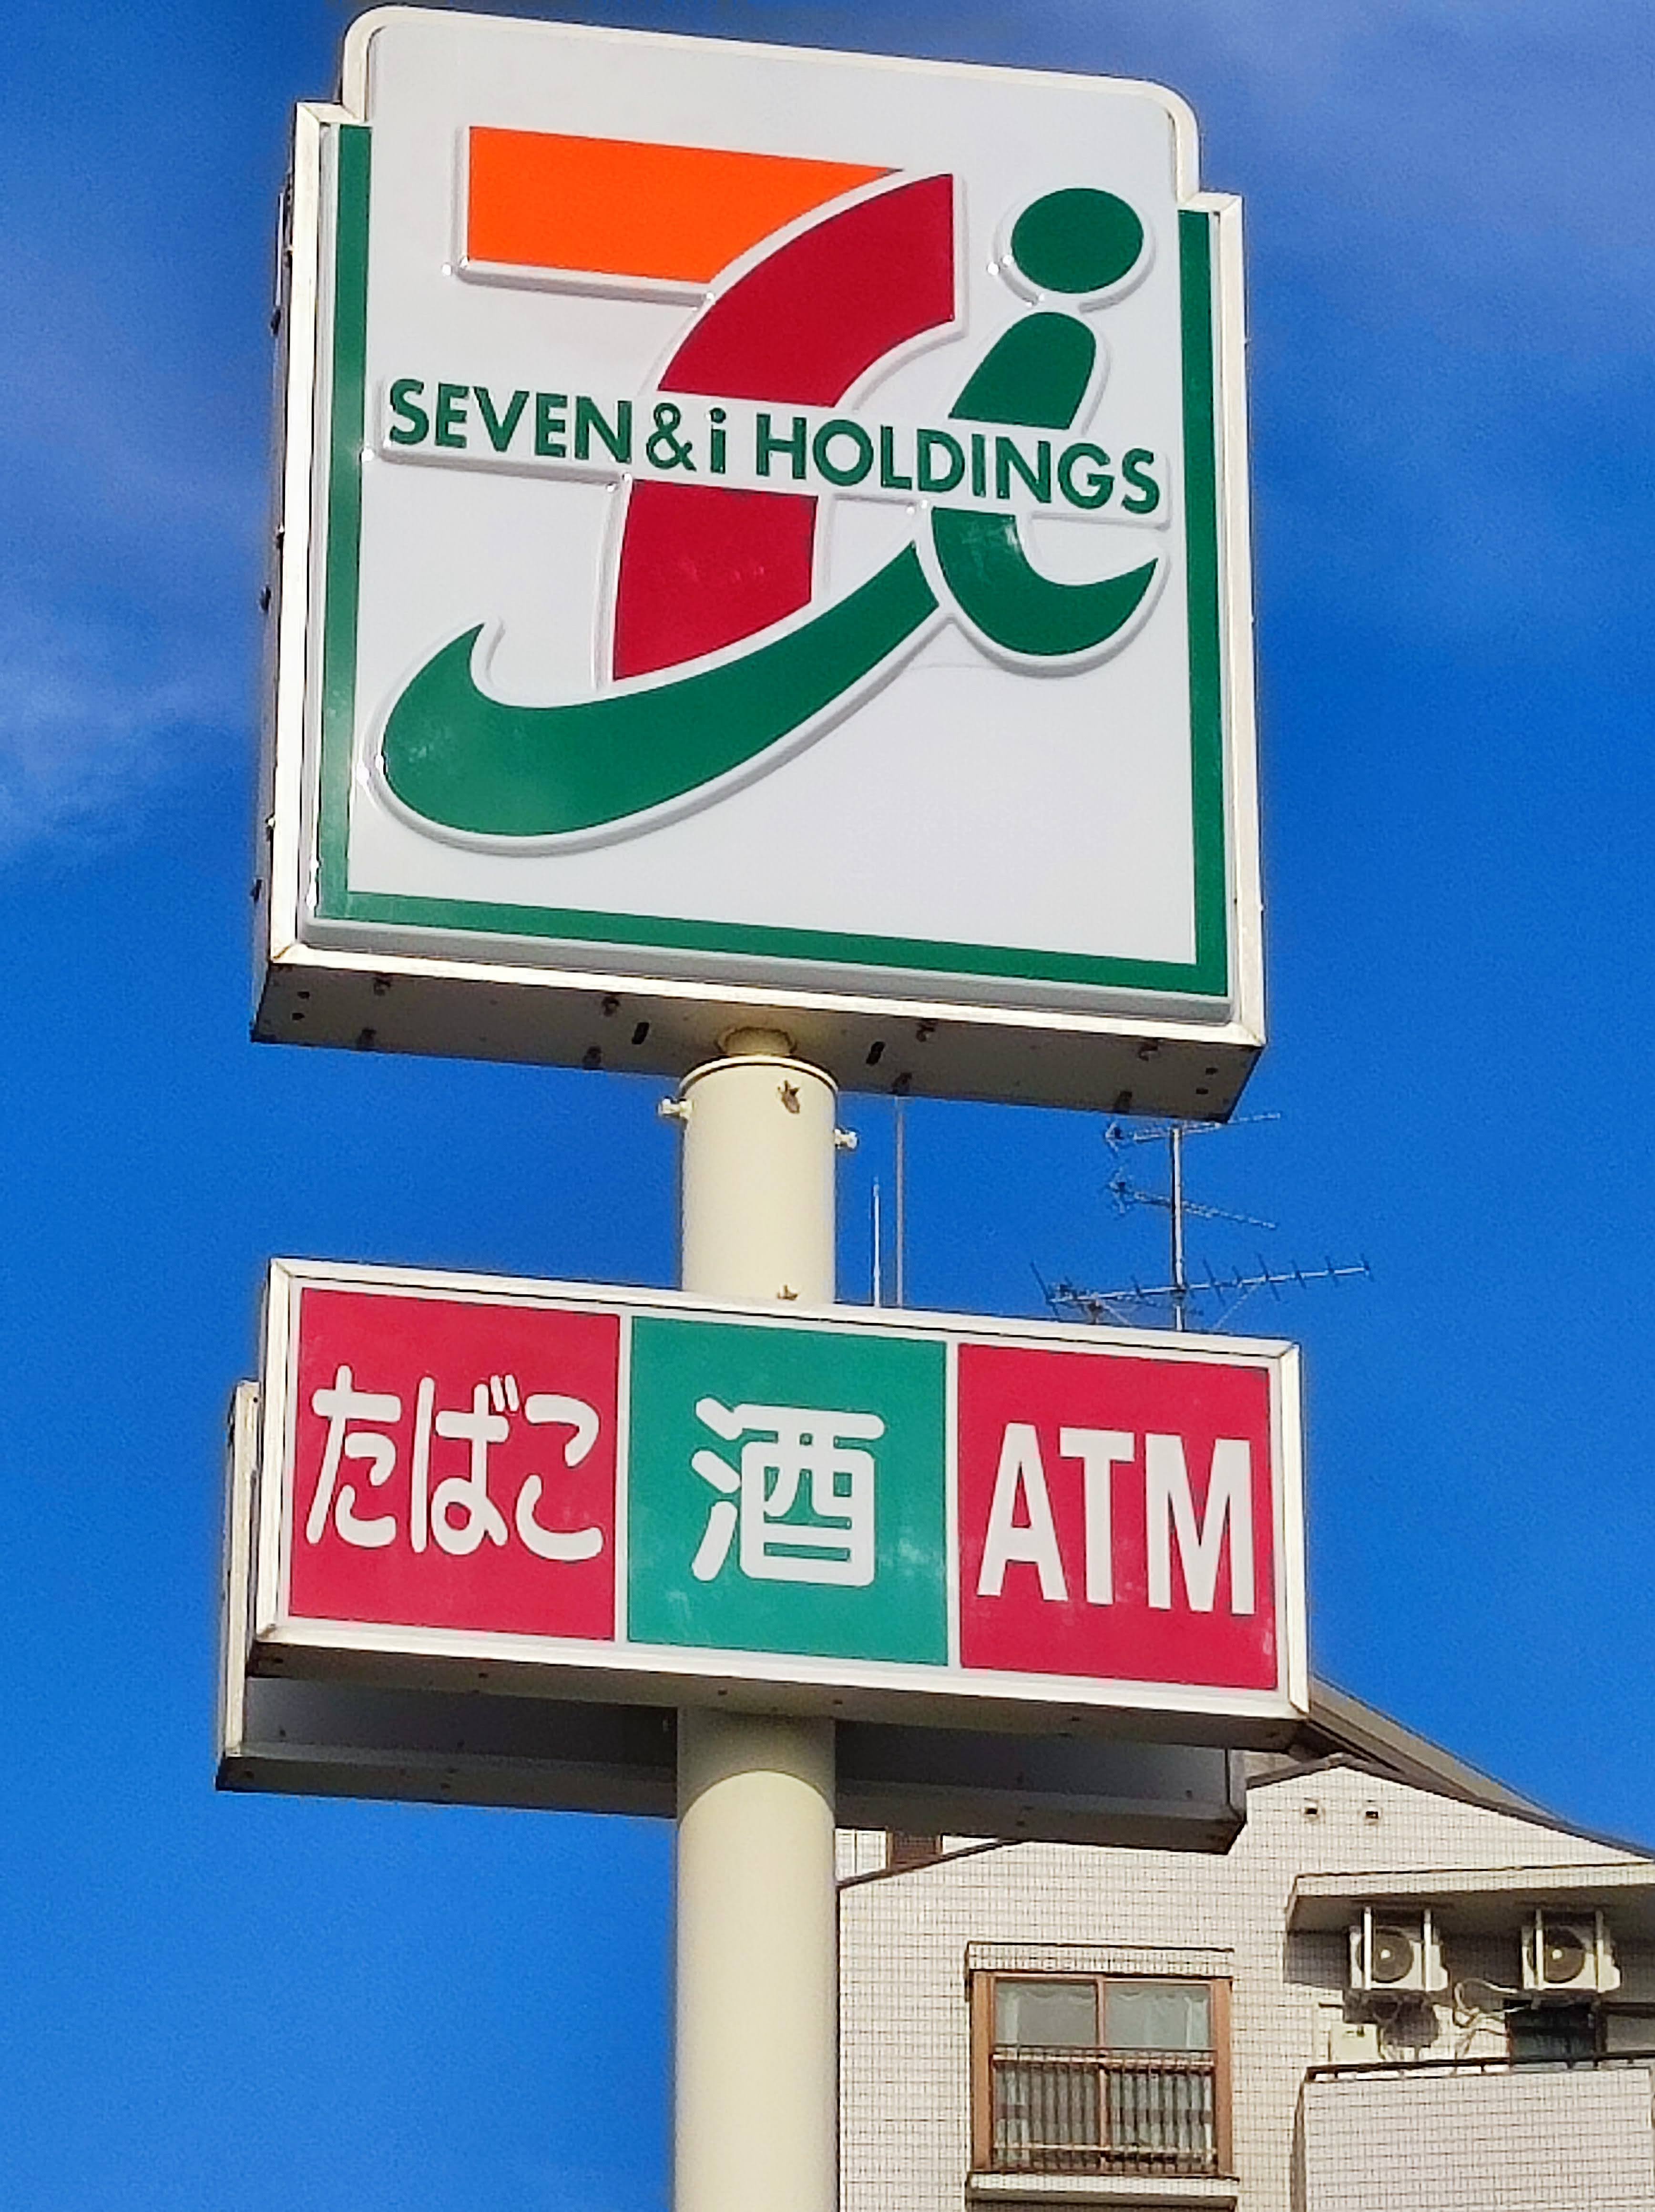 SEVEN&i HOLDINGS
たばこ 酒 ATM